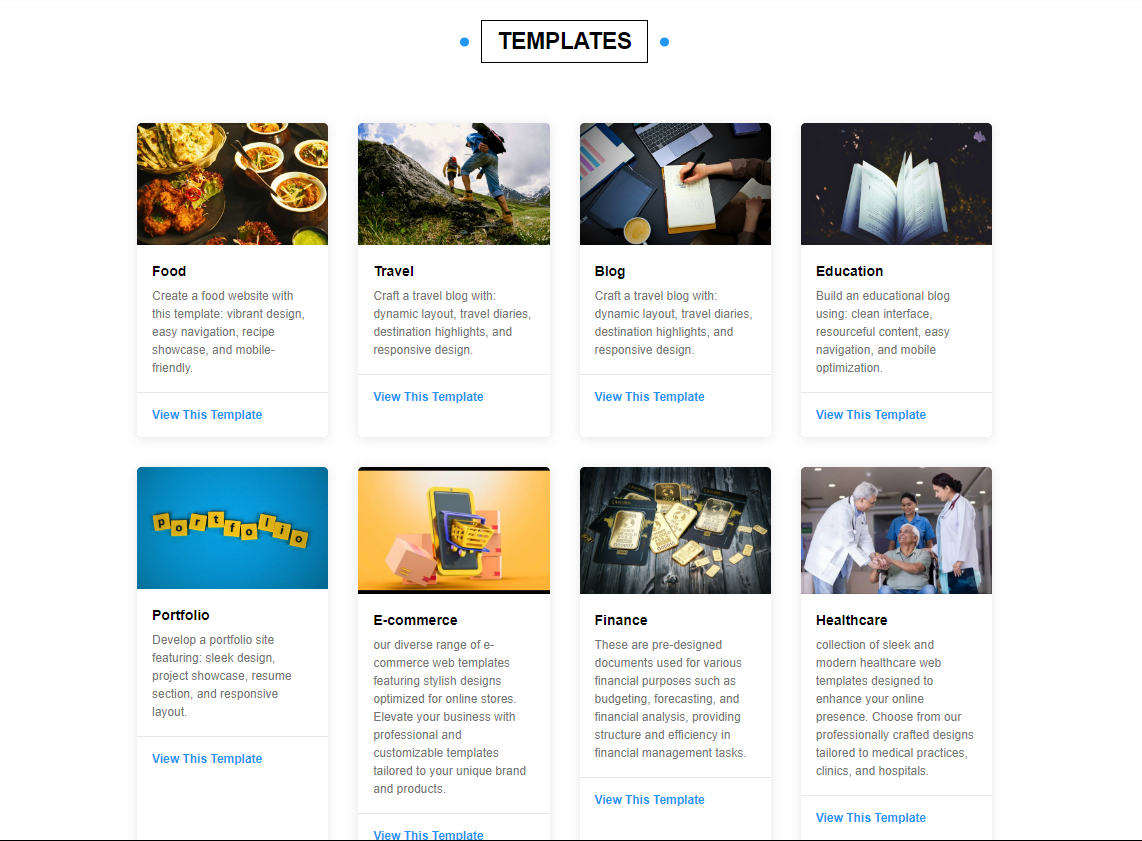 TEMPLATES
Food
Create a food website with
this template: vibrant design,
easy navigation, recipe
showcase, and mobile-
friendly.
View This Template
Travel
Craft a travel blog with:
dynamic layout, travel diaries,
destination highlights, and
responsive design.
View This Template
Blog
Craft a travel blog with:
dynamic layout, travel diaries,
destination highlights, and
responsive design.
View This Template
Education
Build an educational blog
using: clean interface,
resourceful content, easy
navigation, and mobile
optimization.
View This Template
portfolio
Portfolio
Develop a portfolio site
featuring: sleek design,
project showcase, resume
section, and responsive
layout.
View This Template
E-commerce
our diverse range of e-
commerce web templates
featuring stylish designs
optimized for online stores.
Elevate your business with
professional and
customizable templates
tailored to your unique brand
and products.
View This Template
Finance
These are pre-designed
documents used for various
financial purposes such as
budgeting, forecasting, and
financial analysis, providing
structure and efficiency in
financial management tasks.
View This Template
Healthcare
collection of sleek and
modern healthcare web
templates designed to
enhance your online
presence. Choose from our
professionally crafted designs
tailored to medical practices,
clinics, and hospitals.
View This Template